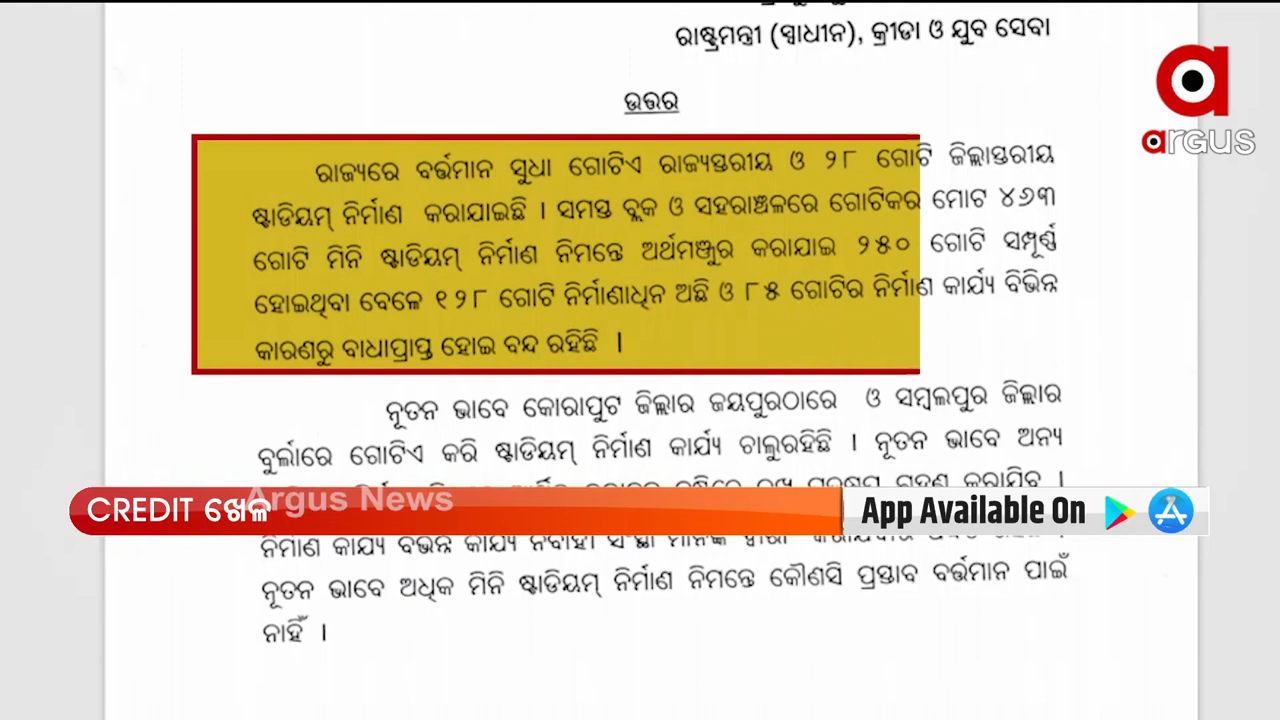 ରାଷ୍ଟ୍ରମନ୍ତ୍ରୀ (ସ୍ୱାଧୀନ), କ୍ରୀଡା ଓ ଯୁବ ସେବା
ଉତ୍ତର
argus
ରାଜ୍ୟରେ ବର୍ତ୍ତମାନ ସୁଧା ଗୋଟିଏ ରାଜ୍ୟସ୍ତରୀୟ ଓ ୨୮ ଗୋଟି ଜିଲ୍ଲାସ୍ତରୀୟ
ଷ୍ଟାଡିୟମ୍ ନିର୍ମାଣ କରାଯାଇଛି । ସମସ୍ତ ବ୍ଲକ ଓ ସହରାଞ୍ଚଳରେ ଗୋଟିକର ମୋଟ ୪୬୩
ଗୋଟି ମିନି ଷ୍ଟାଡିୟମ୍ ନିର୍ମାଣ ନିମନ୍ତେ ଅର୍ଥମଞ୍ଜୁର କରାଯାଇ ୨୫୦ ଗୋଟି ସମ୍ପୂର୍ଣ୍ଣ
ହୋଇଥିବା ବେଳେ ୧୨୮ ଗୋଟି ନିର୍ମାଣାଧିନ ଅଛି ଓ ୮୫ ଗୋଟିର ନିର୍ମାଣ କାର୍ଯ୍ୟ ବିଭିନ୍ନ
କାରଣରୁ ବାଧାପ୍ରାପ୍ତ ହୋଇ ବନ୍ଦ ରହିଛି ।
ନୂତନ ଭାବେ କୋରାପୁଟ ଜିଲ୍ଲାର ଜୟପୁରଠାରେ ଓ ସମ୍ବଲପୁର ଜିଲ୍ଲାର
ବୁର୍ଲାରେ ଗୋଟିଏ କରି ଷ୍ଟାଡିୟମ୍ ନିର୍ମାଣ କାର୍ଯ୍ୟ ଚାଲୁରହିଛି । ନୂତନ ଭାବେ ଅନ୍ୟ
Argus News
CREDIT ଖେଳ
App Available On
ନିର୍ମାଣ କାର୍ଯ୍ୟ ବିଭିନ୍ନ କାର୍ଯ୍ୟ ନିର୍ବାହୀ ସଂସ୍ଥା
ନୂତନ ଭାବେ ଅଧିକ ମିନି ଷ୍ଟାଡିୟମ୍ ନିର୍ମାଣ ନିମନ୍ତେ କୌଣସି ପ୍ରସ୍ତାବ ବର୍ତ୍ତମାନ ପାଇଁ
ନାହିଁ ।